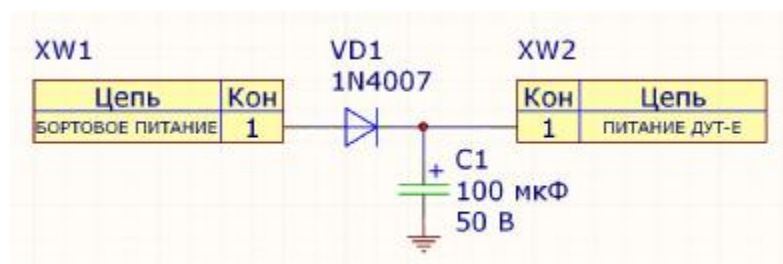 XW1
Цепь Кон
БОРТОВОЕ ПИТАНИЕ 1
VD1
1N4007
+ C1
100 мкФ
50 В
XW2
Кон Цепь
1 ПИТАНИЕ ДУТ-Е